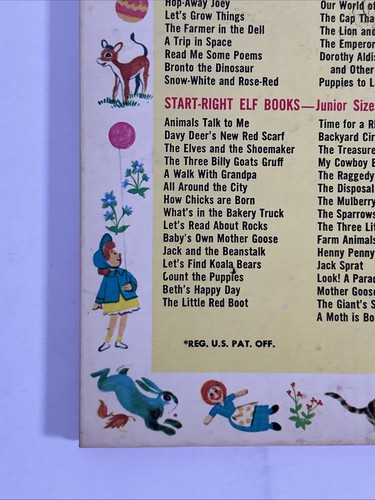 Hop-Away Joey
Let's Grow Things
The Farmer in the Dell
A Trip in Space
Read Me Some Poems
Bronto the Dinosaur
Snow-White and Rose-Red
Our World of
The Cap Tha
The Lion and
The Emperor
Dorothy Aldis
and Other
Puppies to L
START-RIGHT ELF BOOKS—Junior Size
Animals Talk to Me
Davy Deer's New Red Scarf
The Elves and the Shoemaker
The Three Billy Goats Gruff
A Walk With Grandpa
All Around the City
How Chicks are Born
What's in the Bakery Truck
Let's Read About Rocks
Baby's Own Mother Goose
Jack and the Beanstalk
Let's Find Koala Bears
Count the Puppies
Beth's Happy Day
The Little Red Boot
Time for a R
Backyard Cir
The Treasure
My Cowboy B
The Raggedy
The Disposal
The Mulberry
The Sparrows
The Three Lit
Farm Animals
Henny Penny
Jack Sprat
Look! A Para
Mother Goose
The Giant's S
A Moth is Bo
*REG. U.S. PAT. OFF.